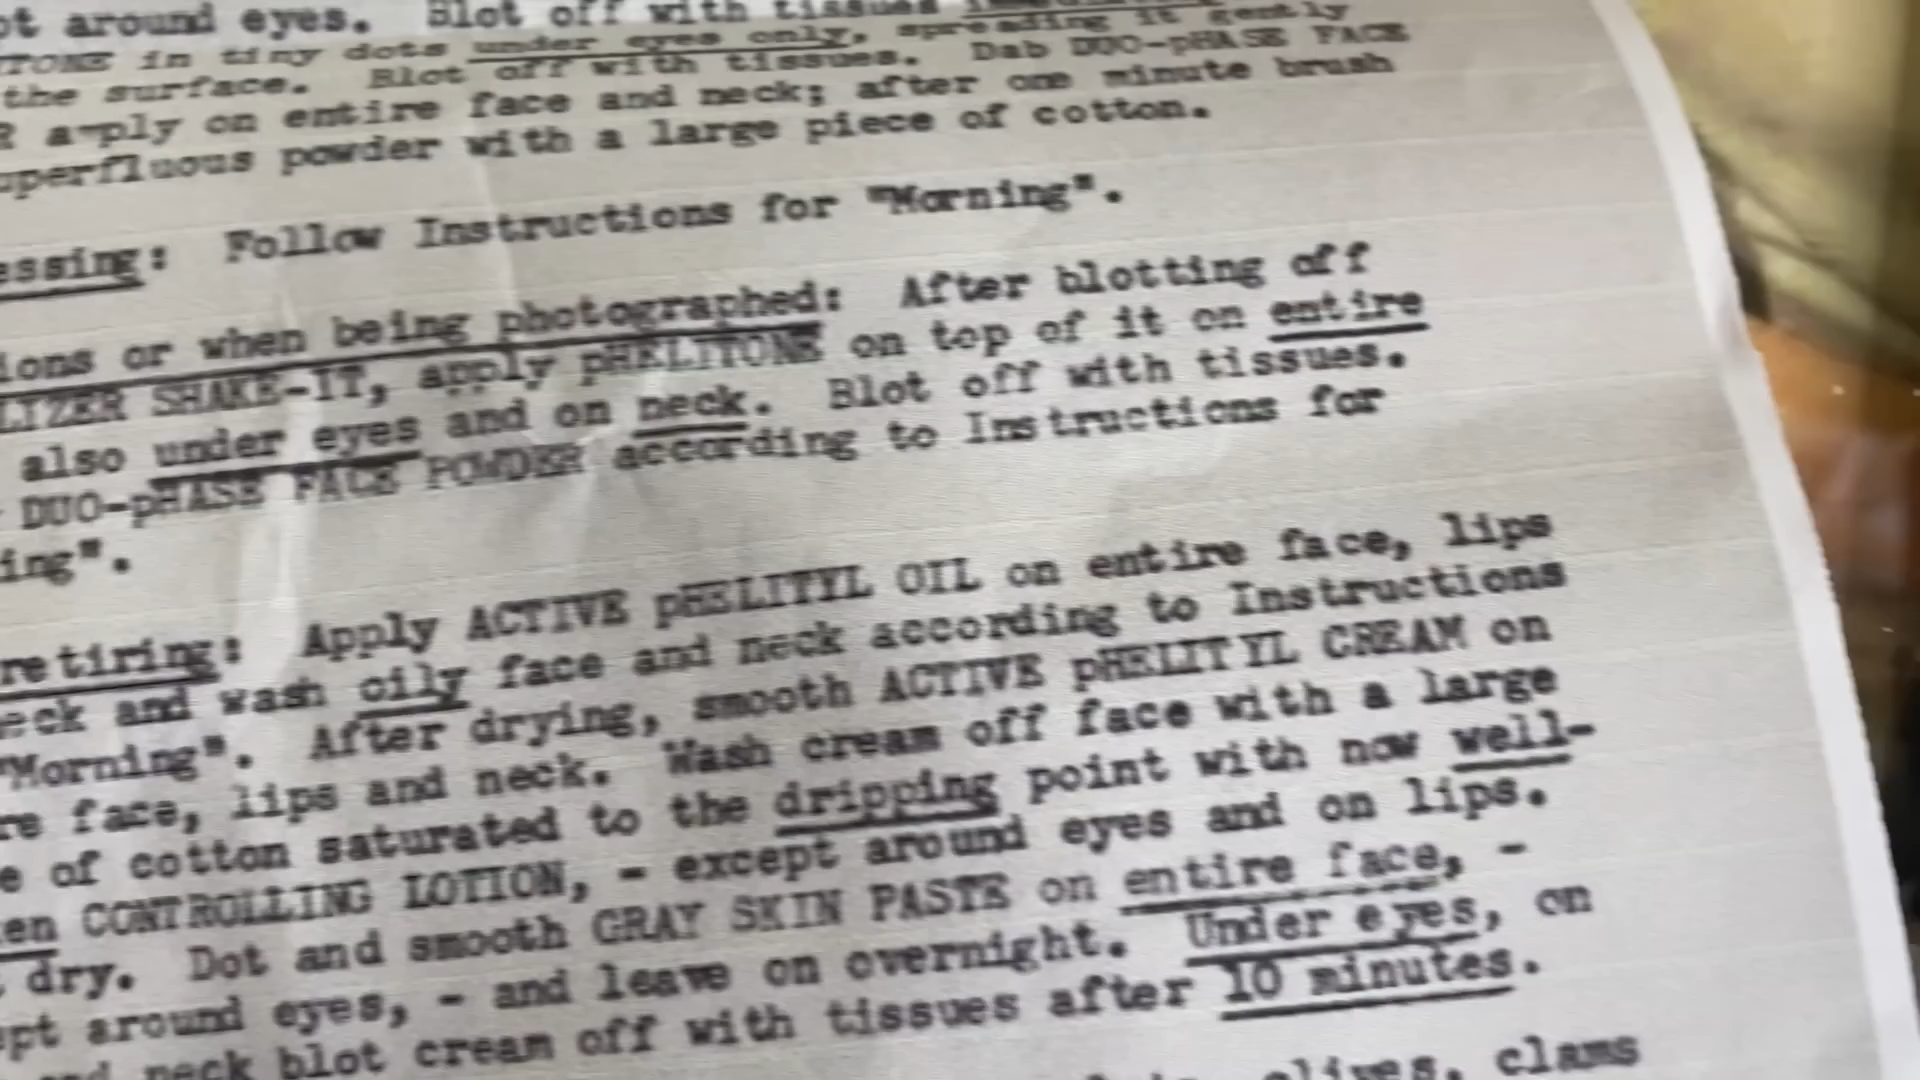 ot around eyes. Blot off with tissues
TONE in tiny dots under eyes only, spreading it gently
the surface. Blot off with tissues. Dab DUO-pHASE FACE
R apply on entire face and neck; after one minute brush
uperfluous powder with a large piece of cotton.
essing: Follow Instructions for "Morning".
ions or when being photographed: After blotting off
LIZER SHAKE-IT, apply pHELITONE on top of it on entire
also under eyes and on neck. Blot off with tissues.
DUO-pHASE FACE POWDER according to Instructions for
ing".
retiring: Apply ACTIVE pHELITYL OIL on entire face, lips
eck and wash oily face and neck according to Instructions
"Morning". After drying, smooth ACTIVE pHELITYL CREAM on
re face, lips and neck. Wash cream off face with a large
e of cotton saturated to the dripping point with now well-
en CONTROLLING LOTION, - except around eyes and on lips.
dry. Dot and smooth GRAY SKIN PASTE on entire face, -
ept around eyes, - and leave on overnight. Under eyes, on
and neck blot cream off with tissues after 10 minutes.
olives, clams